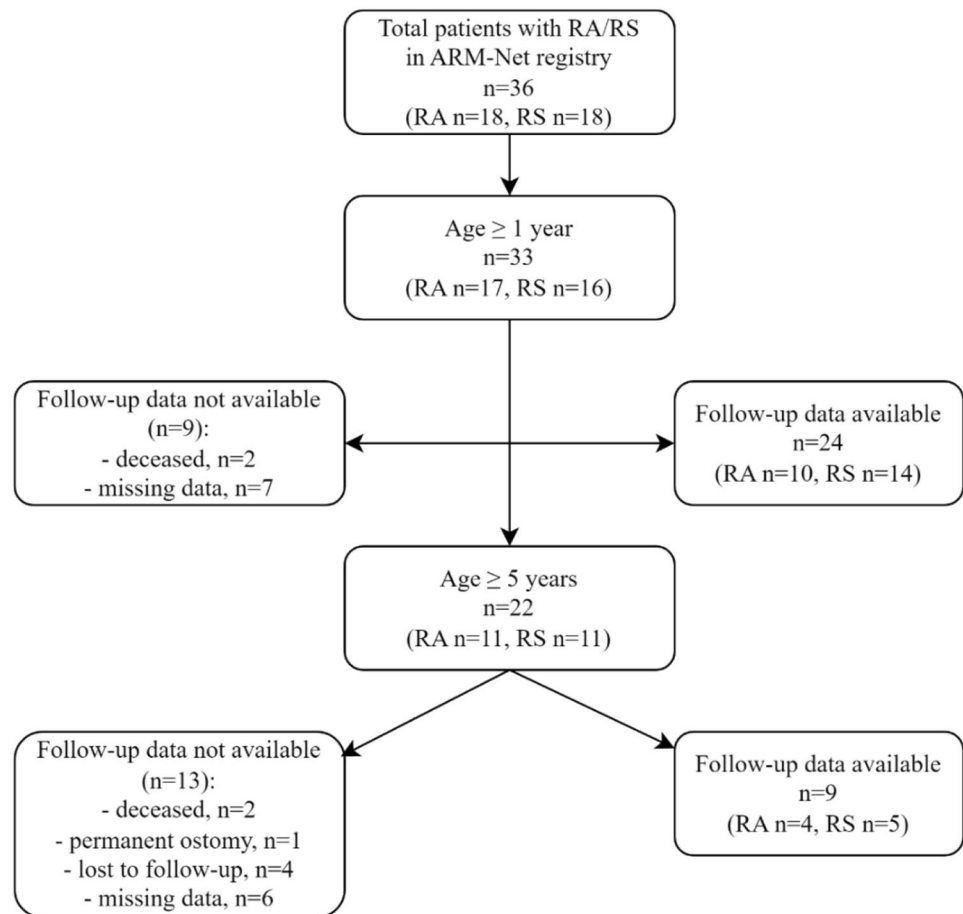 Total patients with RA/RS
in ARM-Net registry
n=36
(RA n=18, RS n=18)
Age ≥ 1 year
n=33
(RA n=17, RS n=16)
Follow-up data not available
(n=9):
- deceased, n=2
- missing data, n=7
Follow-up data available
n=24
(RA n=10, RS n=14)
Age ≥ 5 years
n=22
(RA n=11, RS n=11)
Follow-up data not available
(n=13):
- deceased, n=2
- permanent ostomy, n=1
- lost to follow-up, n=4
- missing data, n=6
Follow-up data available
n=9
(RA n=4, RS n=5)